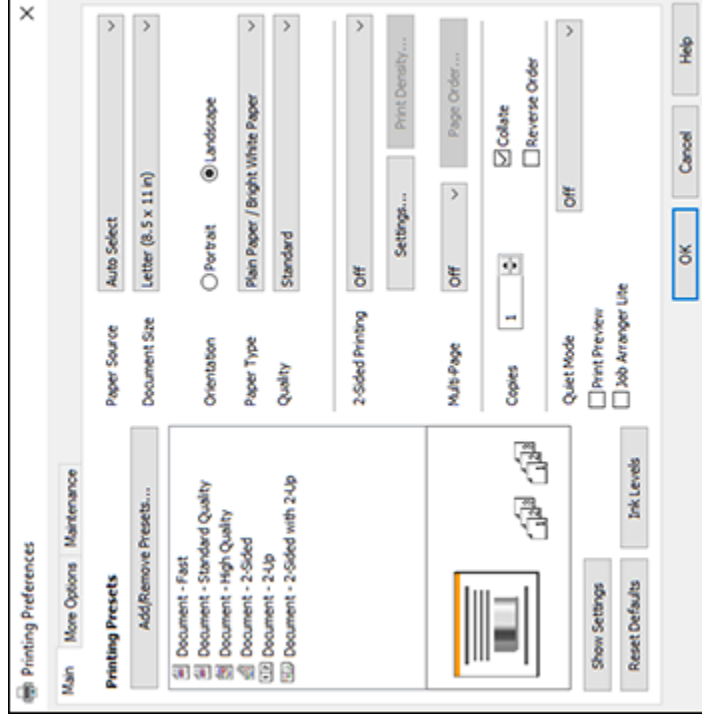 Printing Preferences
Main
More Options
Maintenance
Printing Presets
Add/Remove Presets...
Document - Fast
Document - Standard Quality
Document - High Quality
Document - 2-Sided
Document - 2-Up
Document - 2-Sided with 2-Up
Show Settings
Reset Defaults
Ink Levels
Paper Source
Auto Select
Document Size
Letter (8.5 x 11 in)
Orientation
Portrait
Landscape
Paper Type
Plain Paper / Bright White Paper
Quality
Standard
2-Sided Printing
Off
Settings...
Print Density...
Multi-Page
Off
Page Order...
Copies
1
Collate
Reverse Order
Quiet Mode
Off
Print Preview
Job Arranger Lite
OK
Cancel
Help